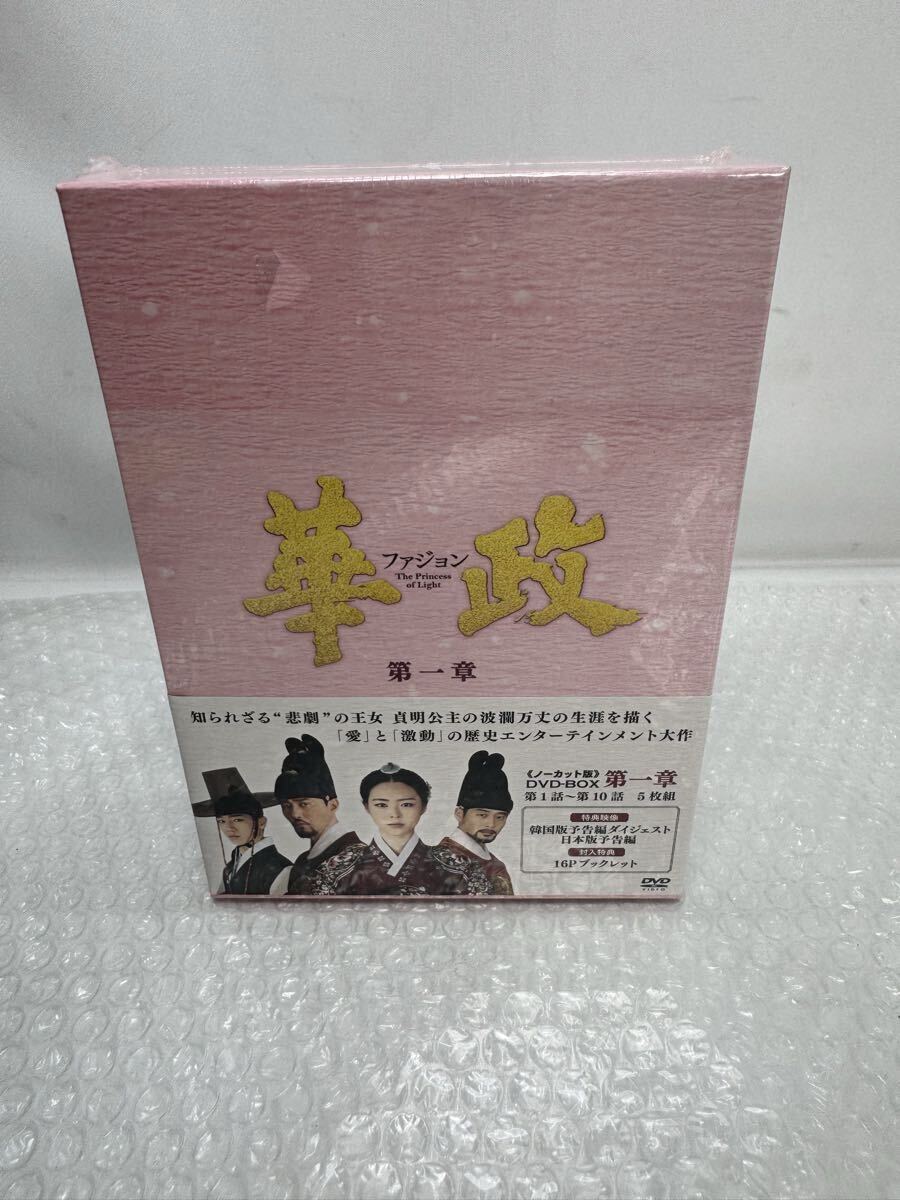 華政
ファジョン
The Princess
of Light
第一章
知られざる“悲劇”の王女 貞明公主の波瀾万丈の生涯を描く
「愛」と「激動」の歴史エンターテインメント大作
《ノーカット版》
DVD-BOX 第一章
第1話～第10話 5枚組
特典映像
韓国版予告編ダイジェスト
日本版予告編
封入特典
16Pブックレット
DVD
VIDEO